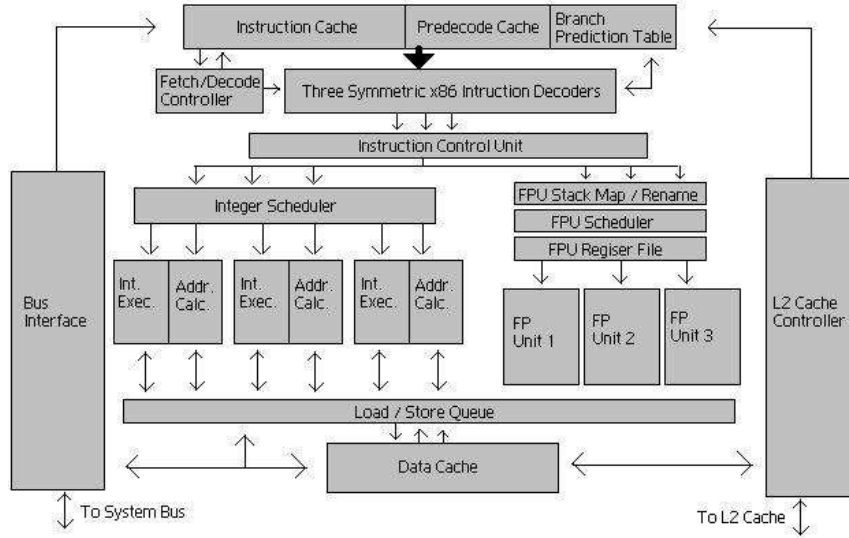 Instruction Cache
Predecode Cache
Branch
Prediction Table
Fetch/Decode
Controller
Three Symmetric x86 Intruction Decoders
Instruction Control Unit
Integer Scheduler
FPU Stack Map / Rename
FPU Scheduler
FPU Regiser File
Bus
Interface
Int.
Exec.
Addr.
Calc.
Int.
Exec.
Addr.
Calc.
Int.
Exec.
Addr.
Calc.
FP
Unit 1
FP
Unit 2
FP
Unit 3
L2 Cache
Controller
Load / Store Queue
Data Cache
To System Bus
To L2 Cache